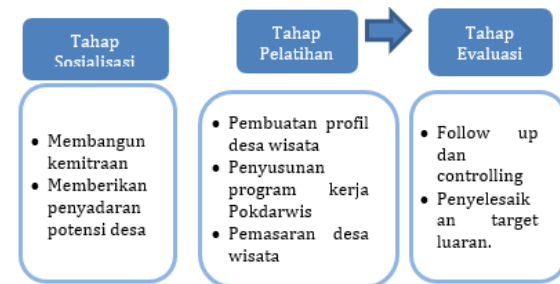 Tahap
Sosialisasi
Tahap
Pelatihan
Tahap
Evaluasi
• Membangun
kemitraan
• Memberikan
penyadaran
potensi desa
• Pembuatan profil
desa wisata
• Penyusunan
program kerja
Pokdarwis
• Pemasaran desa
wisata
• Follow up
dan
controlling
• Penyelesaik
an target
luaran.